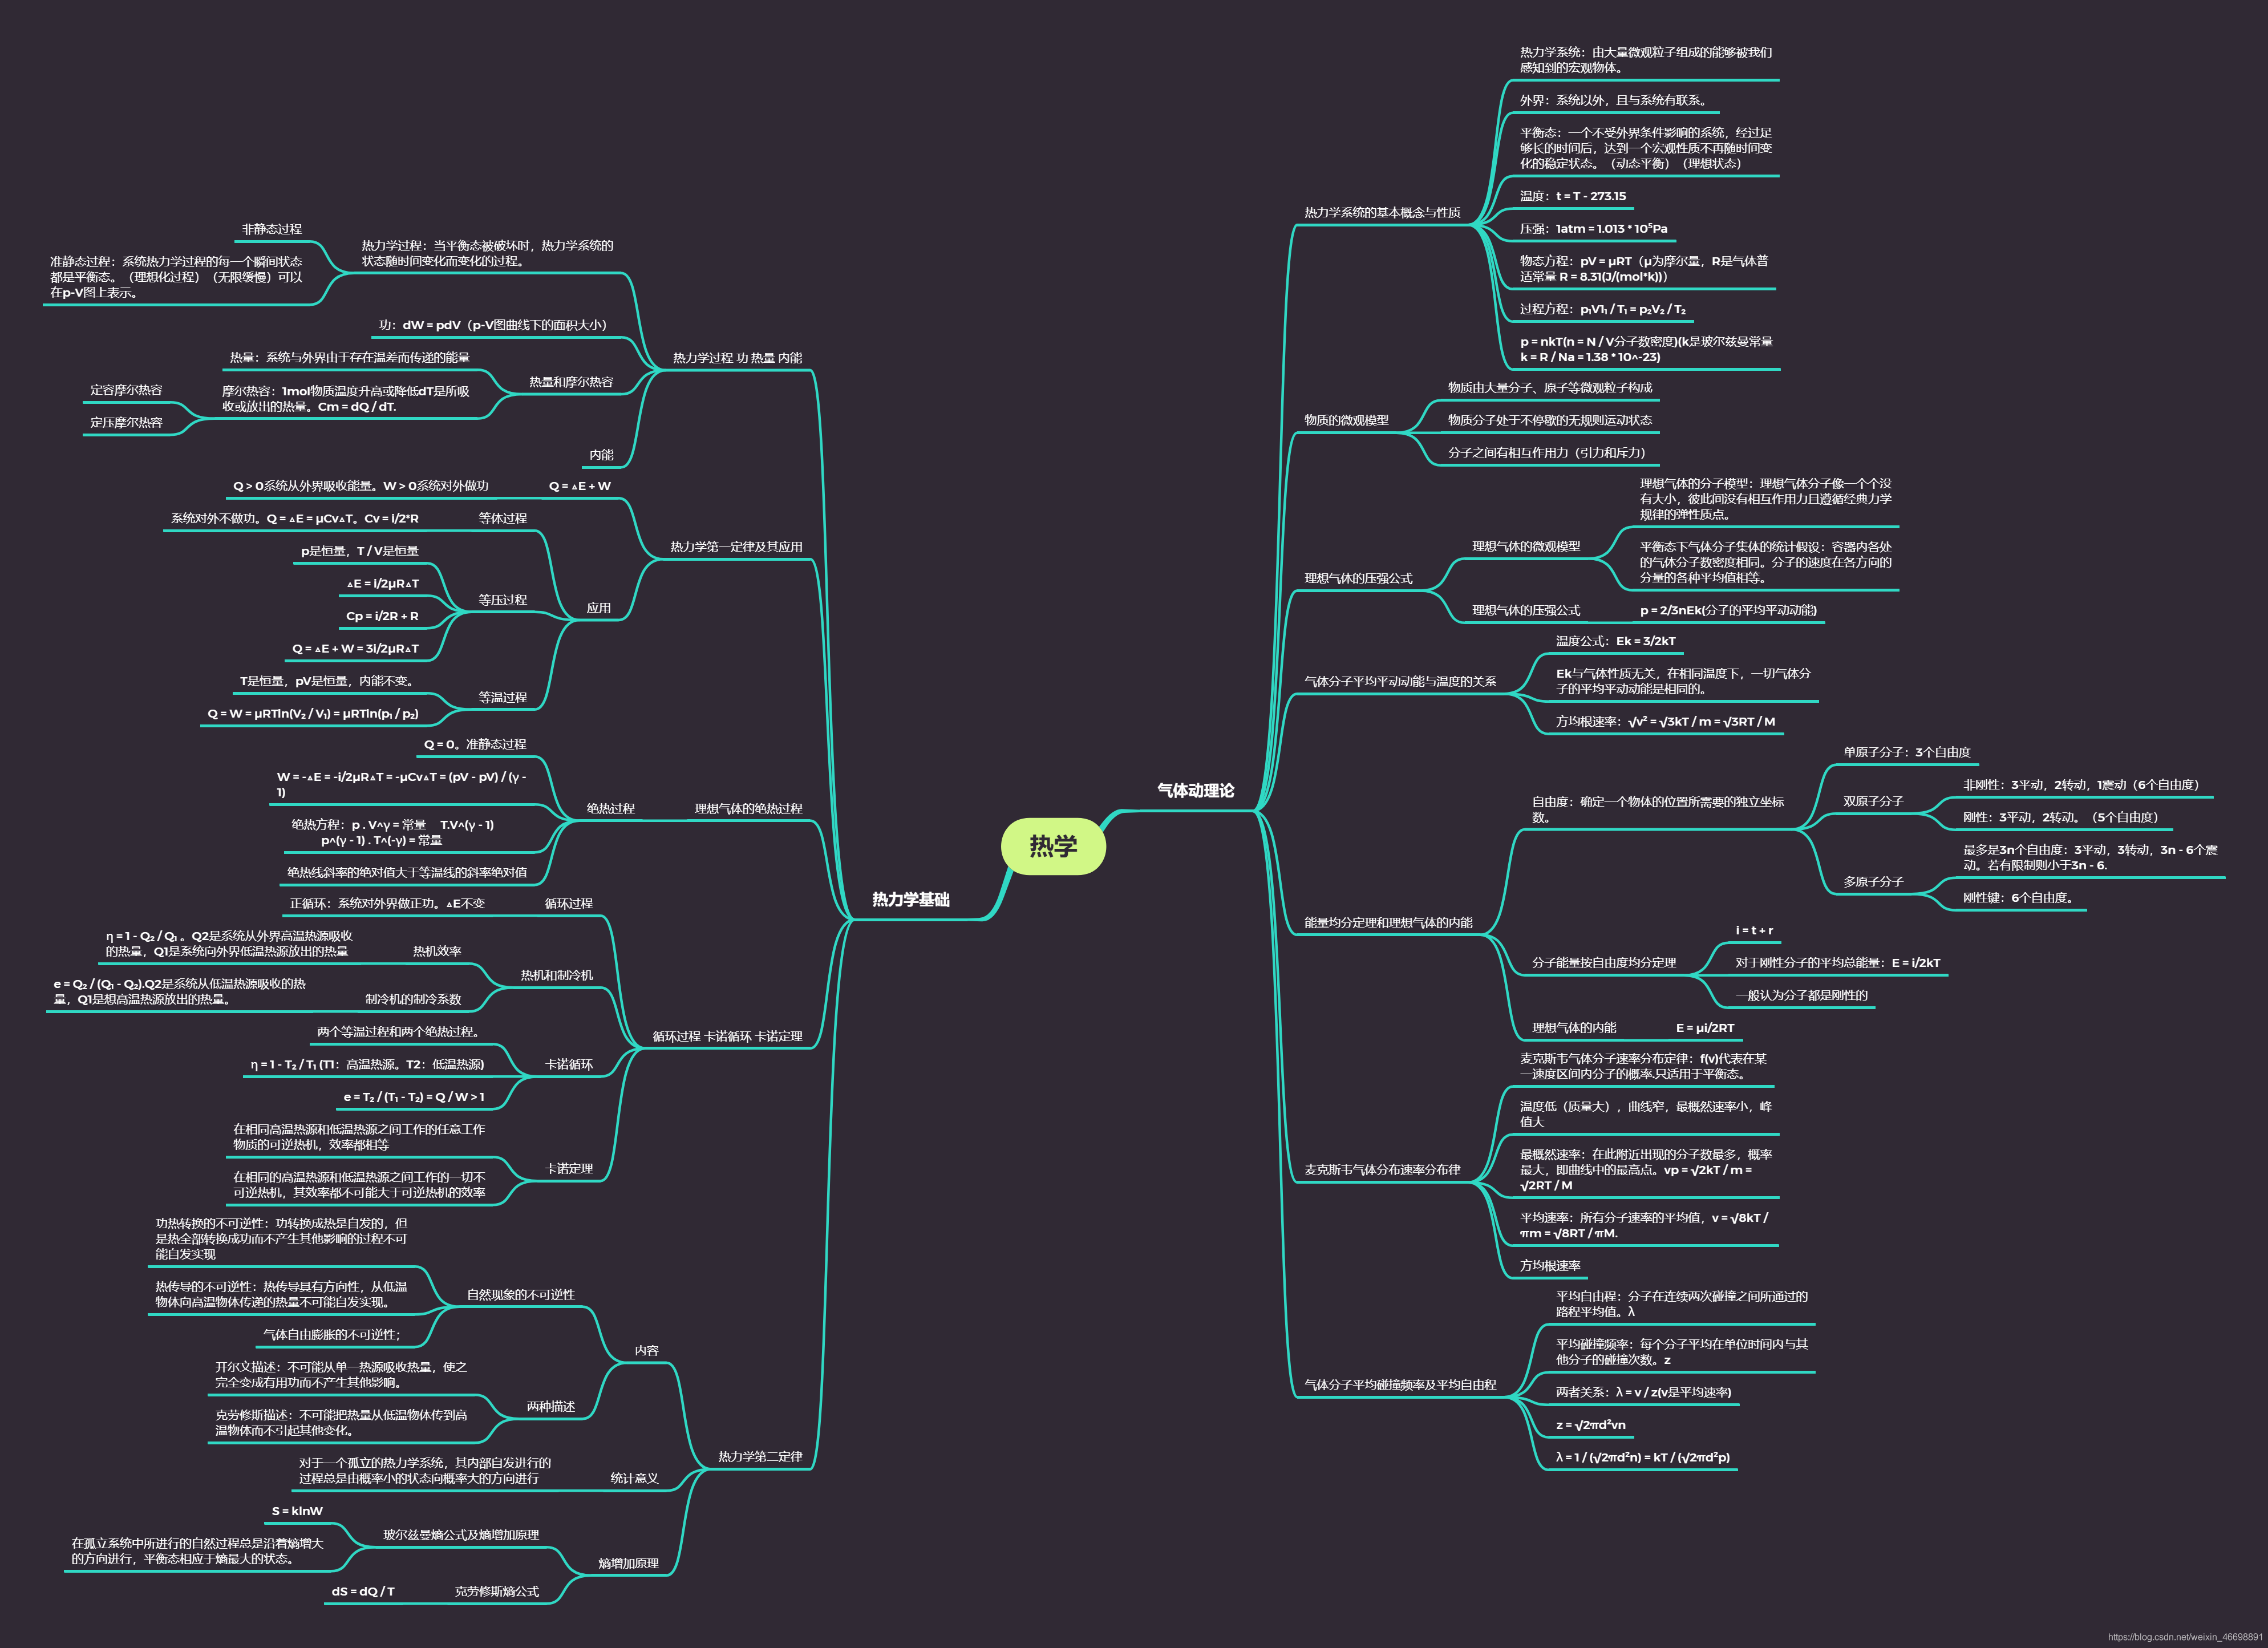 热学
气体动理论
热力学系统的基本概念与性质
热力学系统：由大量微观粒子组成的能够被我们
感知到的宏观物体。
外界：系统以外，且与系统有联系。
平衡态：一个不受外界条件影响的系统，经过足
够长的时间后，达到一个宏观性质不再随时间变
化的稳定状态。（动态平衡）（理想状态）
温度：t = T - 273.15
压强：1atm = 1.013 * 10⁵Pa
物态方程：pV = μRT（μ为摩尔量，R是气体普
适常量 R = 8.31(J/(mol*k))）
过程方程：p₁V1₁ / T₁ = p₂V₂ / T₂
p = nkT(n = N / V分子数密度)(k是玻尔兹曼常量
k = R / Na = 1.38 * 10^-23)
物质的微观模型
物质由大量分子、原子等微观粒子构成
物质分子处于不停歇的无规则运动状态
分子之间有相互作用力（引力和斥力）
理想气体的压强公式
理想气体的微观模型
理想气体的分子模型：理想气体分子像一个个没
有大小，彼此间没有相互作用力且遵循经典力学
规律的弹性质点。
平衡态下气体分子集体的统计假设：容器内各处
的气体分子数密度相同。分子的速度在各方向的
分量的各种平均值相等。
理想气体的压强公式
p = 2/3nEk(分子的平均平动动能)
气体分子平均平动动能与温度的关系
温度公式：Ek = 3/2kT
Ek与气体性质无关，在相同温度下，一切气体分
子的平均平动动能是相同的。
方均根速率：√v² = √3kT / m = √3RT / M
能量均分定理和理想气体的内能
自由度：确定一个物体的位置所需要的独立坐标
数。
单原子分子：3个自由度
双原子分子
非刚性：3平动，2转动，1震动（6个自由度）
刚性：3平动，2转动。（5个自由度）
多原子分子
最多是3n个自由度：3平动，3转动，3n - 6个震
动。若有限制则小于3n - 6.
刚性键：6个自由度。
分子能量按自由度均分定理
i = t + r
对于刚性分子的平均总能量：E = i/2kT
一般认为分子都是刚性的
理想气体的内能
E = μi/2RT
麦克斯韦气体分布速率分布律
麦克斯韦气体分子速率分布定律：f(v)代表在某
一速度区间内分子的概率.只适用于平衡态。
温度低（质量大），曲线窄，最概然速率小，峰
值大
最概然速率：在此附近出现的分子数最多，概率
最大，即曲线中的最高点。vp = √2kT / m =
√2RT / M
平均速率：所有分子速率的平均值，v = √8kT /
πm = √8RT / πM.
方均根速率
气体分子平均碰撞频率及平均自由程
平均自由程：分子在连续两次碰撞之间所通过的
路程平均值。λ
平均碰撞频率：每个分子平均在单位时间内与其
他分子的碰撞次数。z
两者关系：λ = v / z(v是平均速率)
z = √2πd²vn
λ = 1 / (√2πd²n) = kT / (√2πd²p)
热力学基础
热力学过程 功 热量 内能
热力学过程：当平衡态被破坏时，热力学系统的
状态随时间变化而变化的过程。
非静态过程
准静态过程：系统热力学过程的每一个瞬间状态
都是平衡态。（理想化过程）（无限缓慢）可以
在p-V图上表示。
功：dW = pdV（p-V图曲线下的面积大小）
热量和摩尔热容
热量：系统与外界由于存在温差而传递的能量
摩尔热容：1mol物质温度升高或降低dT是所吸
收或放出的热量。Cm = dQ / dT.
定容摩尔热容
定压摩尔热容
内能
热力学第一定律及其应用
Q = △E + W
Q > 0系统从外界吸收能量。W > 0系统对外做功
应用
等体过程
系统对外不做功。Q = △E = μCv△T。Cv = i/2*R
等压过程
p是恒量，T / V是恒量
△E = i/2μR△T
Cp = i/2R + R
Q = △E + W = 3i/2μR△T
等温过程
T是恒量，pV是恒量，内能不变。
Q = W = μRTln(V₂ / V₁) = μRTln(p₁ / p₂)
理想气体的绝热过程
绝热过程
Q = 0。准静态过程
W = -△E = -i/2μR△T = -μCv△T = (pV - pV) / (γ -
1)
绝热方程：p . V^γ = 常量 T.V^(γ - 1)
p^(γ - 1) . T^(-γ) = 常量
绝热线斜率的绝对值大于等温线的斜率绝对值
循环过程 卡诺循环 卡诺定理
循环过程
正循环：系统对外界做正功。△E不变
热机和制冷机
热机效率
η = 1 - Q₂ / Q₁ 。Q2是系统从外界高温热源吸收
的热量，Q1是系统向外界低温热源放出的热量
制冷机的制冷系数
e = Q₂ / (Q₁ - Q₂).Q2是系统从低温热源吸收的热
量，Q1是想高温热源放出的热量。
卡诺循环
两个等温过程和两个绝热过程。
η = 1 - T₂ / T₁ (T1：高温热源。T2：低温热源)
e = T₂ / (T₁ - T₂) = Q / W > 1
卡诺定理
在相同高温热源和低温热源之间工作的任意工作
物质的可逆热机，效率都相等
在相同的高温热源和低温热源之间工作的一切不
可逆热机，其效率都不可能大于可逆热机的效率
热力学第二定律
内容
自然现象的不可逆性
功热转换的不可逆性：功转换成热是自发的，但
是热全部转换成功而不产生其他影响的过程不可
能自发实现
热传导的不可逆性：热传导具有方向性，从低温
物体向高温物体传递的热量不可能自发实现。
气体自由膨胀的不可逆性；
两种描述
开尔文描述：不可能从单一热源吸收热量，使之
完全变成有用功而不产生其他影响。
克劳修斯描述：不可能把热量从低温物体传到高
温物体而不引起其他变化。
统计意义
对于一个孤立的热力学系统，其内部自发进行的
过程总是由概率小的状态向概率大的方向进行
熵增加原理
玻尔兹曼熵公式及熵增加原理
S = klnW
在孤立系统中所进行的自然过程总是沿着熵增大
的方向进行，平衡态相应于熵最大的状态。
克劳修斯熵公式
dS = dQ / T
https://blog.csdn.net/weixin_46698891